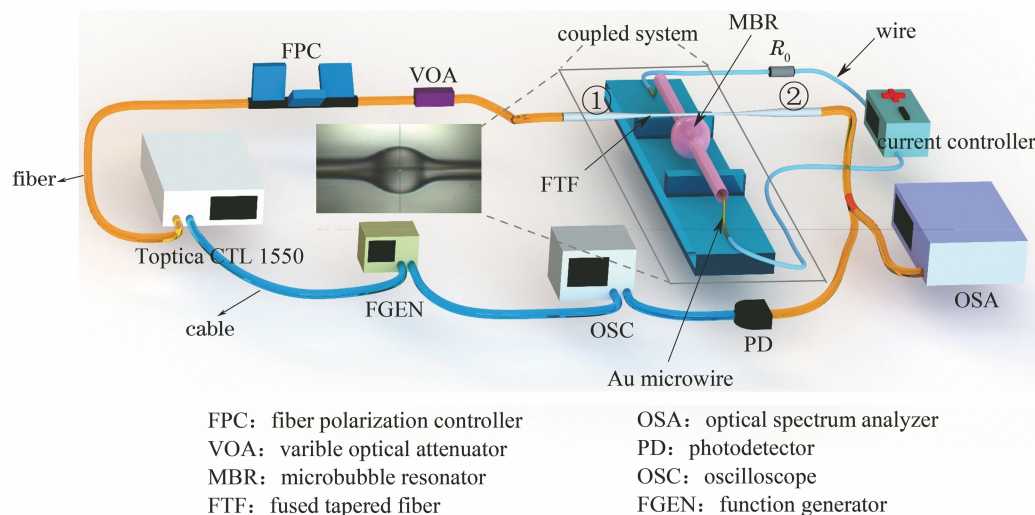 MBR
coupled system
R₀
wire
FPC
VOA
①
②
current controller
fiber
FTF
Toptica CTL 1550
FGEN
OSC
OSA
cable
PD
Au microwire
FPC：fiber polarization controller
VOA：varible optical attenuator
MBR：microbubble resonator
FTF：fused tapered fiber
OSA：optical spectrum analyzer
PD：photodetector
OSC：oscilloscope
FGEN：function generator